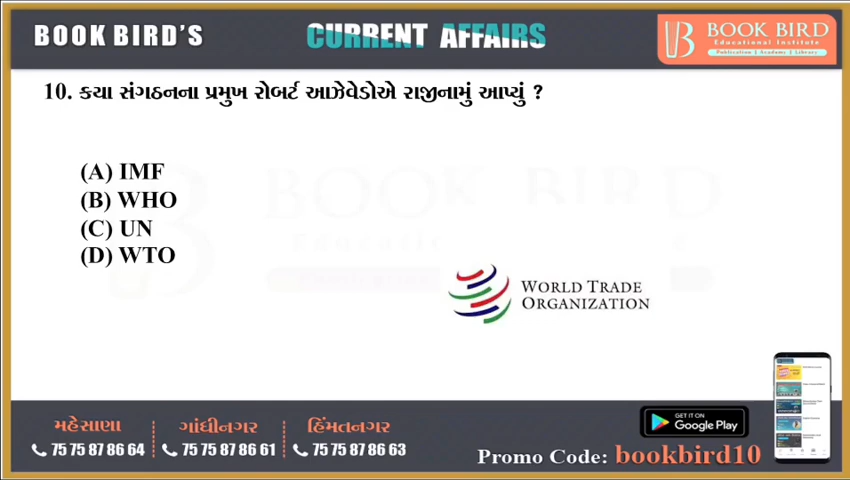 BOOK BIRD'S
CURRENT AFFAIRS
BOOK BIRD
Educational Institute
Publication | Academy | Library
10. કયા સંગઠનના પ્રમુખ રોબર્ટ આઝેવેડોએ રાજીનામું આપ્યું ?
(A) IMF
(B) WHO
(C) UN
(D) WTO
WORLD TRADE
ORGANIZATION
મહેસાણા
75 75 87 86 64
ગાંધીનગર
75 75 87 86 61
હિંમતનગર
75 75 87 86 63
GET IT ON
Google Play
Promo Code: bookbird10